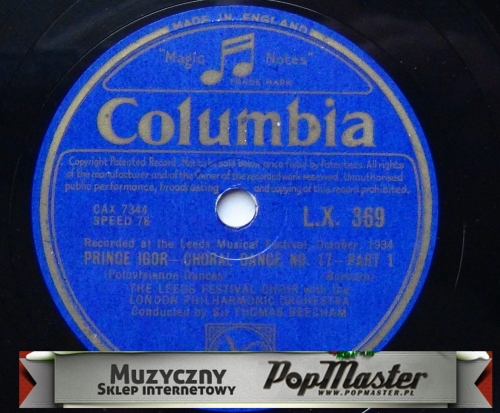 MADE IN ENGLAND
"Magic Notes"
TRADE MARK
Columbia
Copyright Patented Record. Not to be sold below price fixed by Patentees. All rights
of the manufacturer and of the owner of the recorded work reserved. Unauthorised
public performance, broadcasting and copying of this record prohibited.
CAX 7344
SPEED 78
L.X. 369
Recorded at the Leeds Musical Festival, October, 1934
PRINCE IGOR—CHORAL DANCE NO. 17—PART 1
(Polovtsienne Dances) Borodin
THE LEEDS FESTIVAL CHOIR with the
LONDON PHILHARMONIC ORCHESTRA
Conducted by Sir THOMAS BEECHAM
MUZYCZNY
SKLEP INTERNETOWY
PopMaster
WWW.POPMASTER.PL